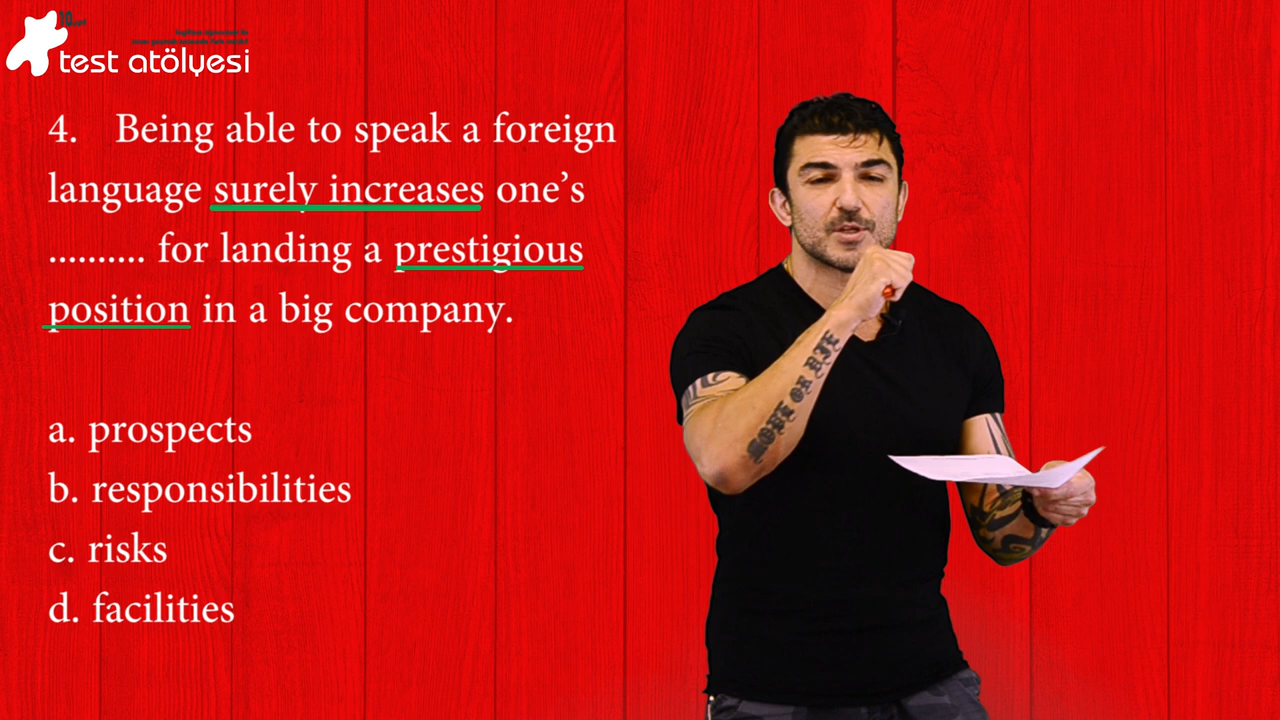 test atölyesi
4. Being able to speak a foreign
language surely increases one’s
.......... for landing a prestigious
position in a big company.
a. prospects
b. responsibilities
c. risks
d. facilities